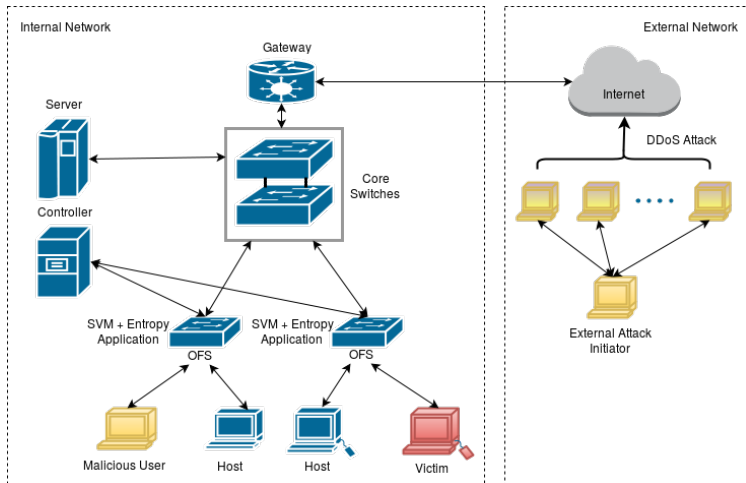 Internal Network
External Network
Gateway
Internet
Server
DDoS Attack
Core
Switches
Controller
SVM + Entropy
Application
SVM + Entropy
Application
OFS
OFS
External Attack
Initiator
Malicious User
Host
Host
Victim